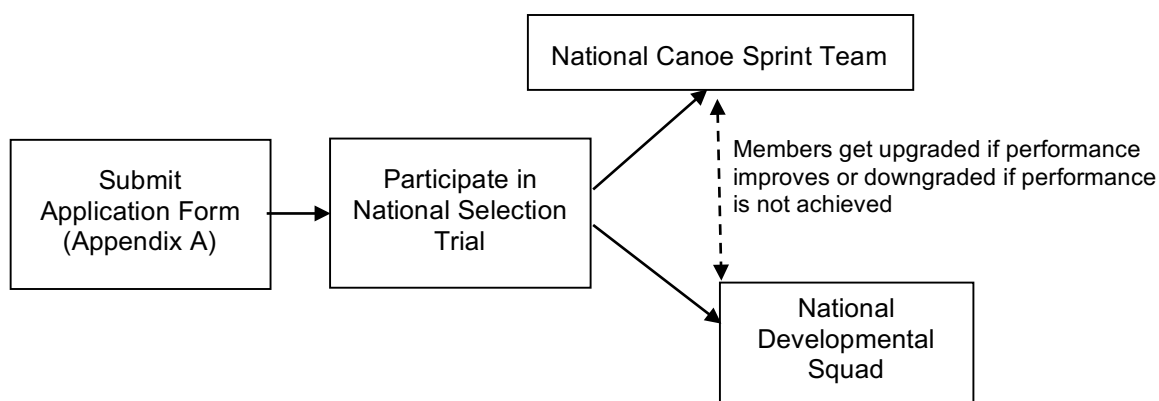 National Canoe Sprint Team
Submit
Application Form
(Appendix A)
Participate in
National Selection
Trial
Members get upgraded if performance
improves or downgraded if performance
is not achieved
National
Developmental
Squad